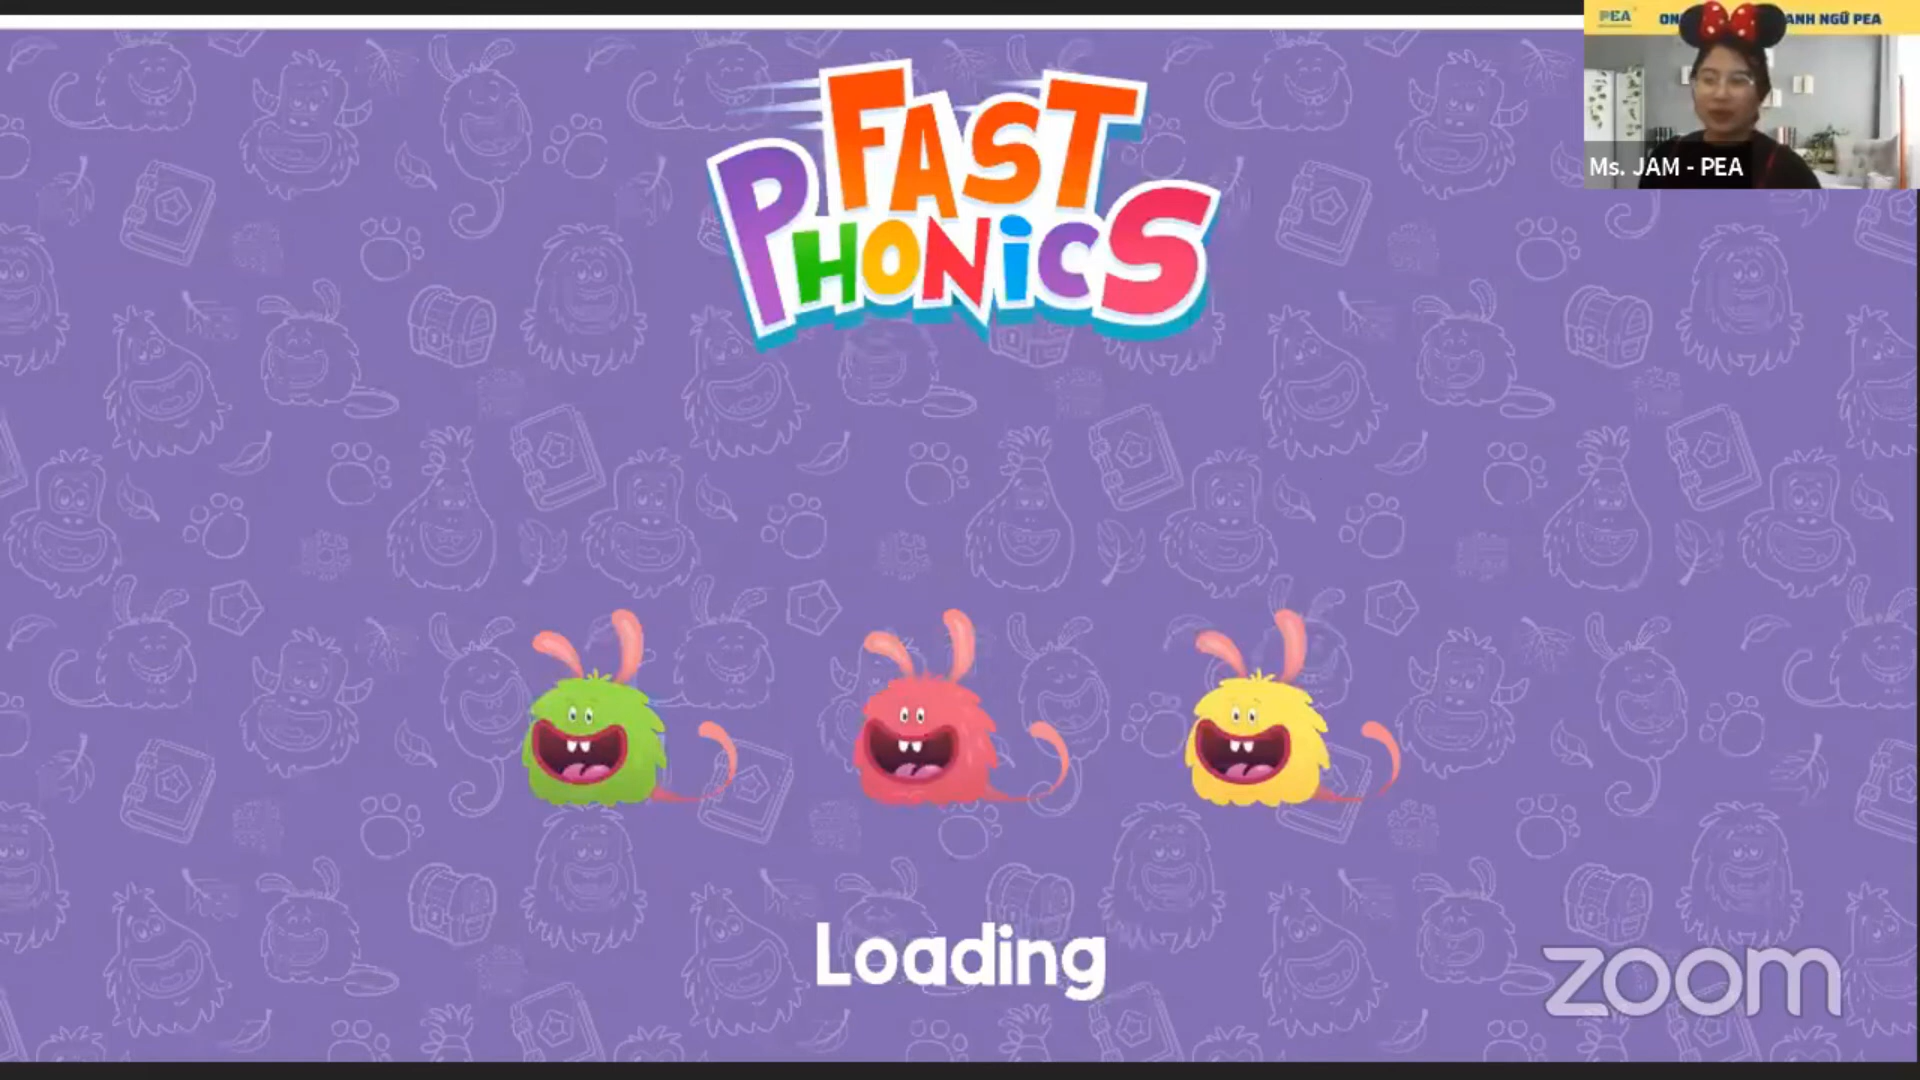 FAST
PHONICS
PEA
ANH NGỮ PEA
Ms. JAM - PEA
Loading
zoom